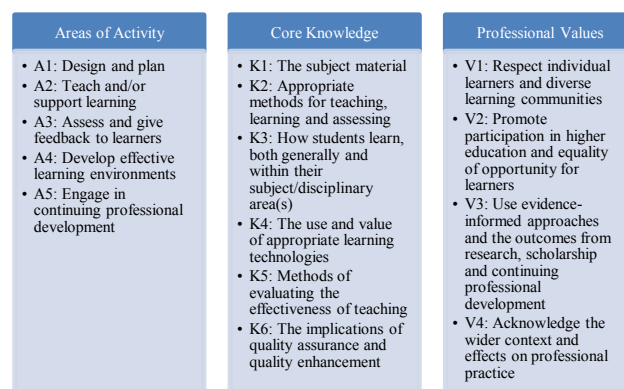 Areas of Activity
• A1: Design and plan
• A2: Teach and/or
support learning
• A3: Assess and give
feedback to learners
• A4: Develop effective
learning environments
• A5: Engage in
continuing professional
development
Core Knowledge
• K1: The subject material
• K2: Appropriate
methods for teaching,
learning and assessing
• K3: How students learn,
both generally and
within their
subject/disciplinary
area(s)
• K4: The use and value
of appropriate learning
technologies
• K5: Methods of
evaluating the
effectiveness of teaching
• K6: The implications of
quality assurance and
quality enhancement
Professional Values
• V1: Respect individual
learners and diverse
learning communities
• V2: Promote
participation in higher
education and equality
of opportunity for
learners
• V3: Use evidence-
informed approaches
and the outcomes from
research, scholarship
and continuing
professional
development
• V4: Acknowledge the
wider context and
effects on professional
practice